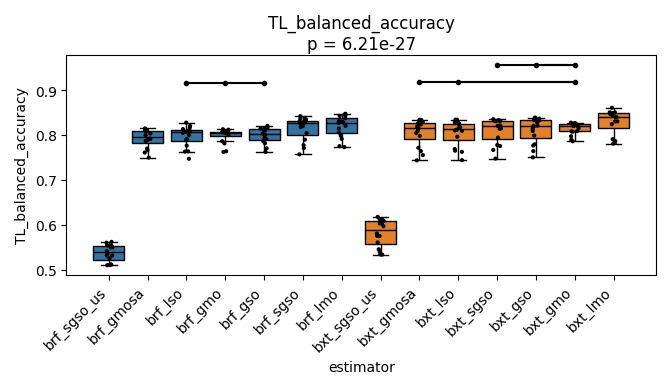 TL_balanced_accuracy
p = 6.21e-27
TL_balanced_accuracy
0.9
0.8
0.7
0.6
0.5
brf_sgso_us
brf_gmosa
brf_lso
brf_gmo
brf_gso
brf_sgso
brf_lmo
bxt_sgso_us
bxt_gmosa
bxt_lso
bxt_sgso
bxt_gso
bxt_gmo
bxt_lmo
estimator